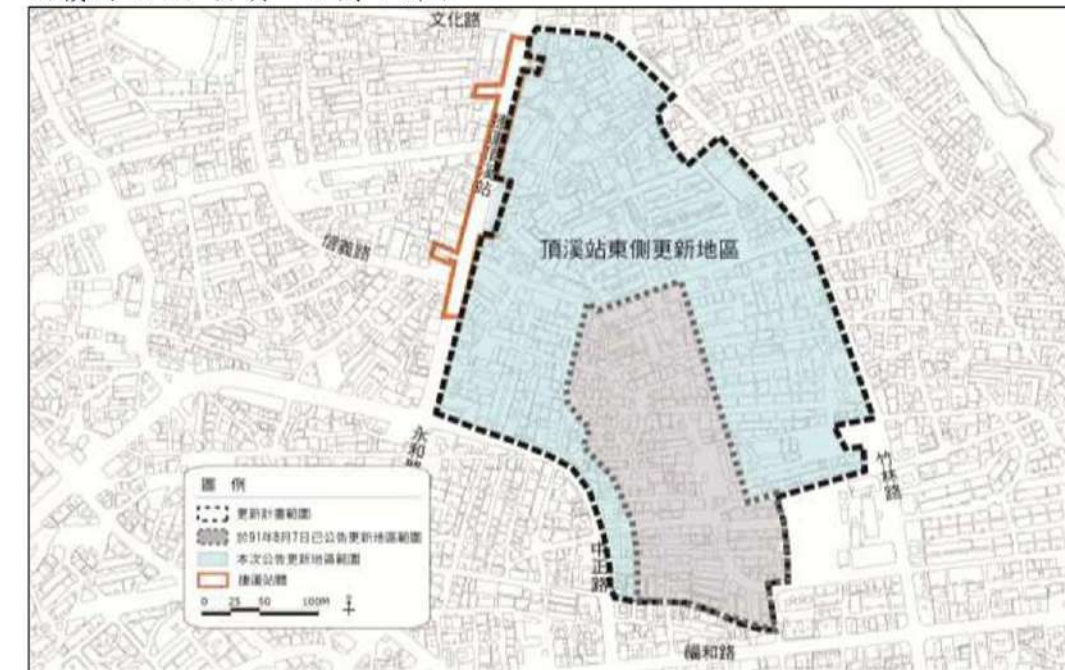 文化路
信義路
頂溪站東側更新地區
永和路
竹林路
中正路
福和路
圖 例
更新計畫範圍
於91年8月7日已公告更新地區範圍
本次公告更新地區範圍
捷運站體
0 25 50 100M